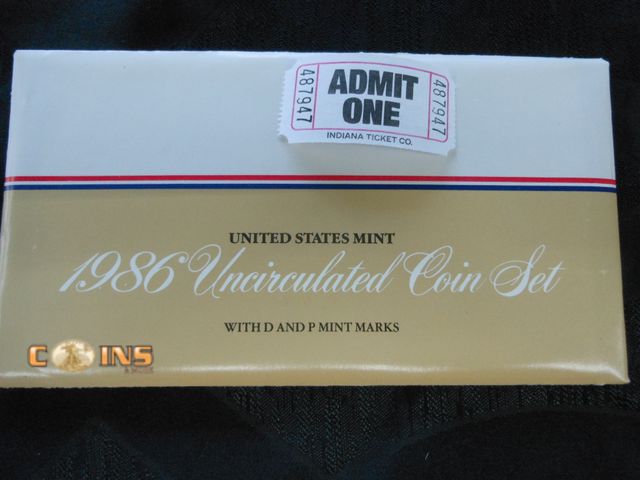 487947
ADMIT
ONE
487947
INDIANA TICKET CO.
UNITED STATES MINT
1986 Uncirculated Coin Set
WITH D AND P MINT MARKS
COINS
& MORE